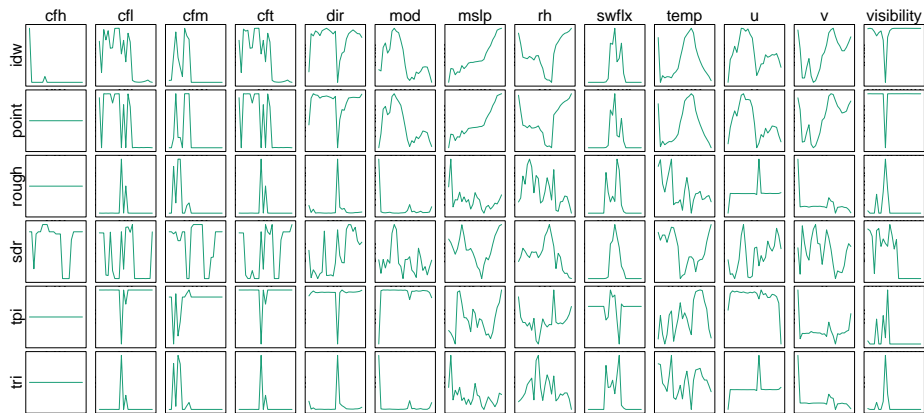 cfh cfl cfm cft dir mod mslp rh swflx temp u v visibility
idw
point
rough
sdr
tpi
tri